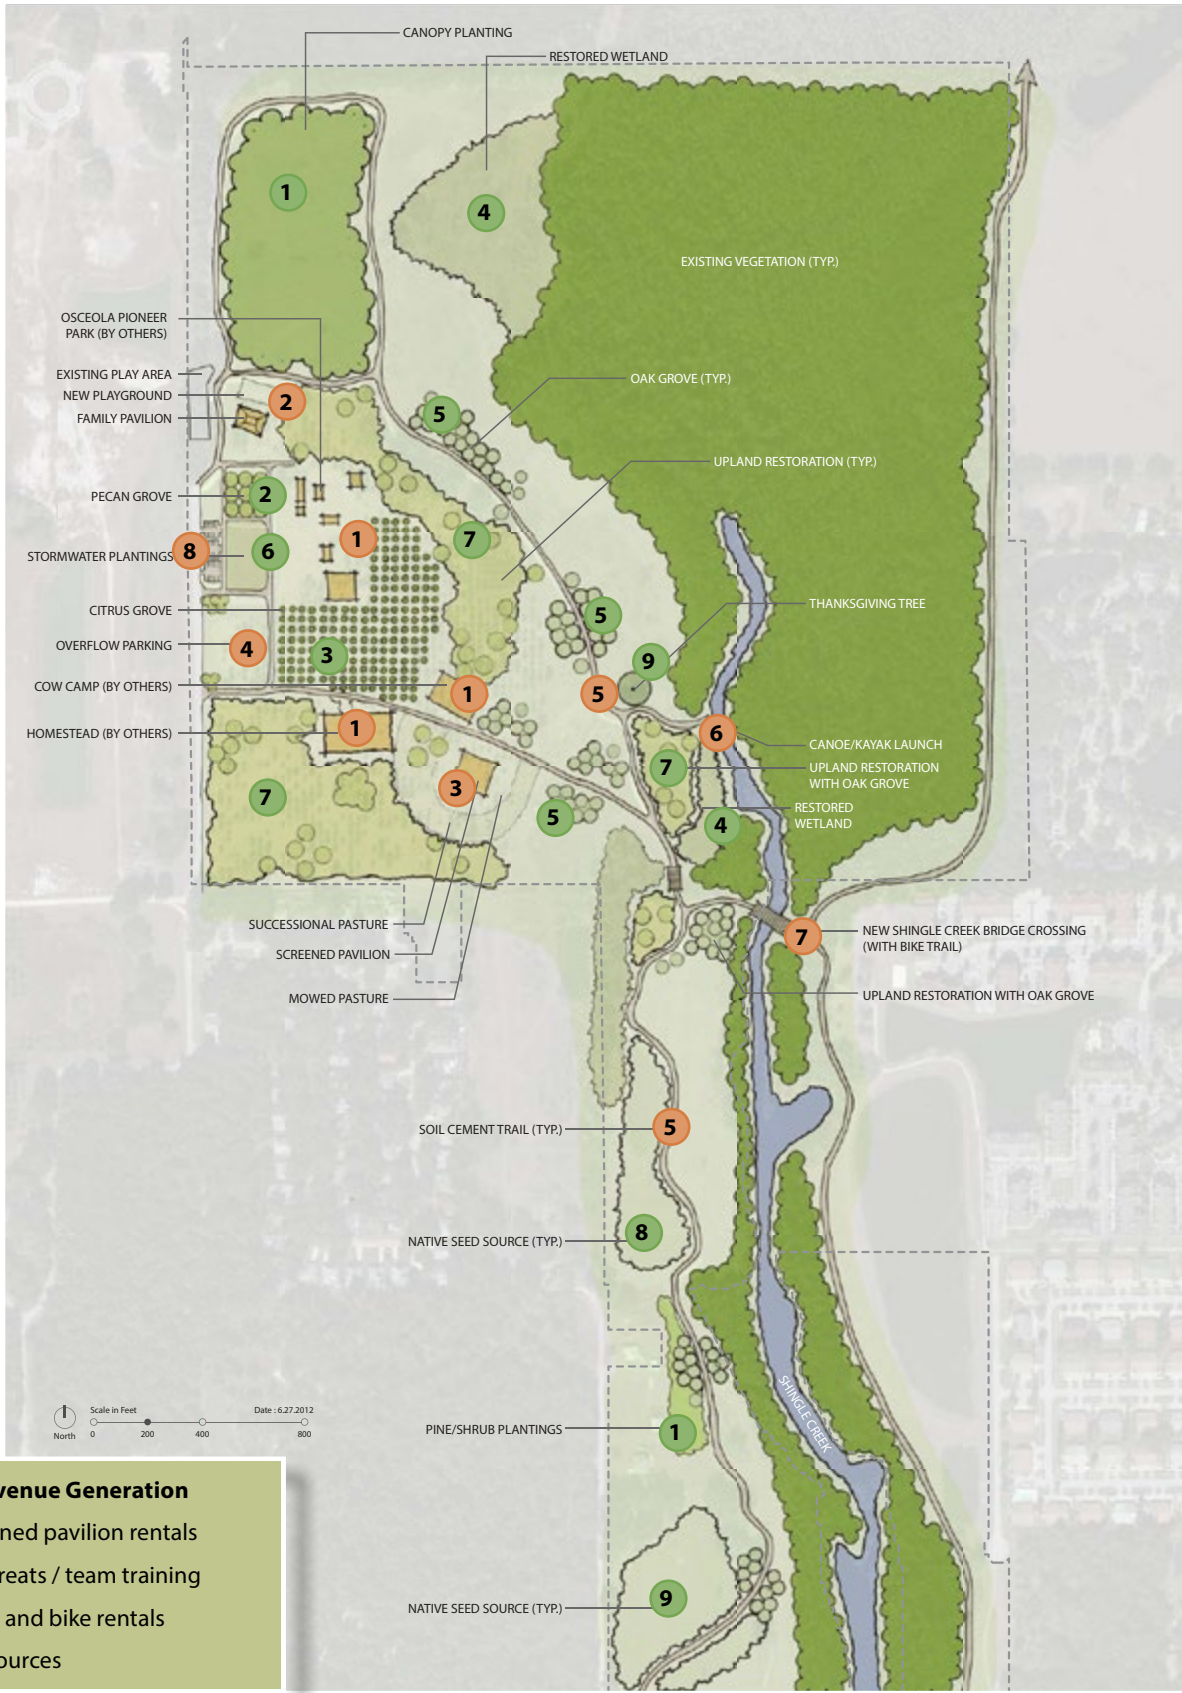 CANOPY PLANTING
RESTORED WETLAND
1
4
EXISTING VEGETATION (TYP.)
OSCEOLA PIONEER
PARK (BY OTHERS)
EXISTING PLAY AREA
NEW PLAYGROUND
FAMILY PAVILION
2
OAK GROVE (TYP.)
5
UPLAND RESTORATION (TYP.)
PECAN GROVE
2
STORMWATER PLANTINGS
8
6
1
7
CITRUS GROVE
THANKSGIVING TREE
5
OVERFLOW PARKING
4
3
9
COW CAMP (BY OTHERS)
1
5
HOMESTEAD (BY OTHERS)
1
6
CANOE/KAYAK LAUNCH
7
UPLAND RESTORATION
WITH OAK GROVE
7
3
5
RESTORED
WETLAND
4
SUCCESSIONAL PASTURE
SCREENED PAVILION
MOWED PASTURE
7
NEW SHINGLE CREEK BRIDGE CROSSING
(WITH BIKE TRAIL)
UPLAND RESTORATION WITH OAK GROVE
SOIL CEMENT TRAIL (TYP.)
5
NATIVE SEED SOURCE (TYP.)
8
SHINGLE CREEK
Scale in Feet
Date : 6.27.2012
North
0 200 400 800
PINE/SHRUB PLANTINGS
1
NATIVE SEED SOURCE (TYP.)
9
venue Generation
ned pavilion rentals
reats / team training
and bike rentals
ources